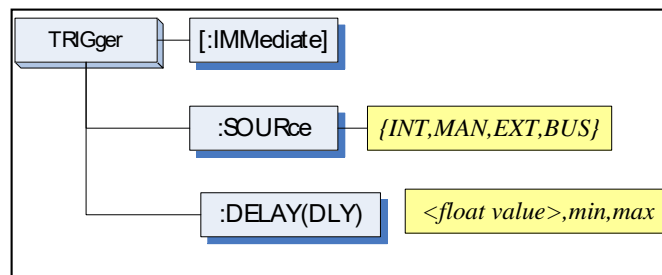 TRIGger
[:IMMediate]
:SOURce
{INT,MAN,EXT,BUS}
:DELAY(DLY)
<float value>,min,max